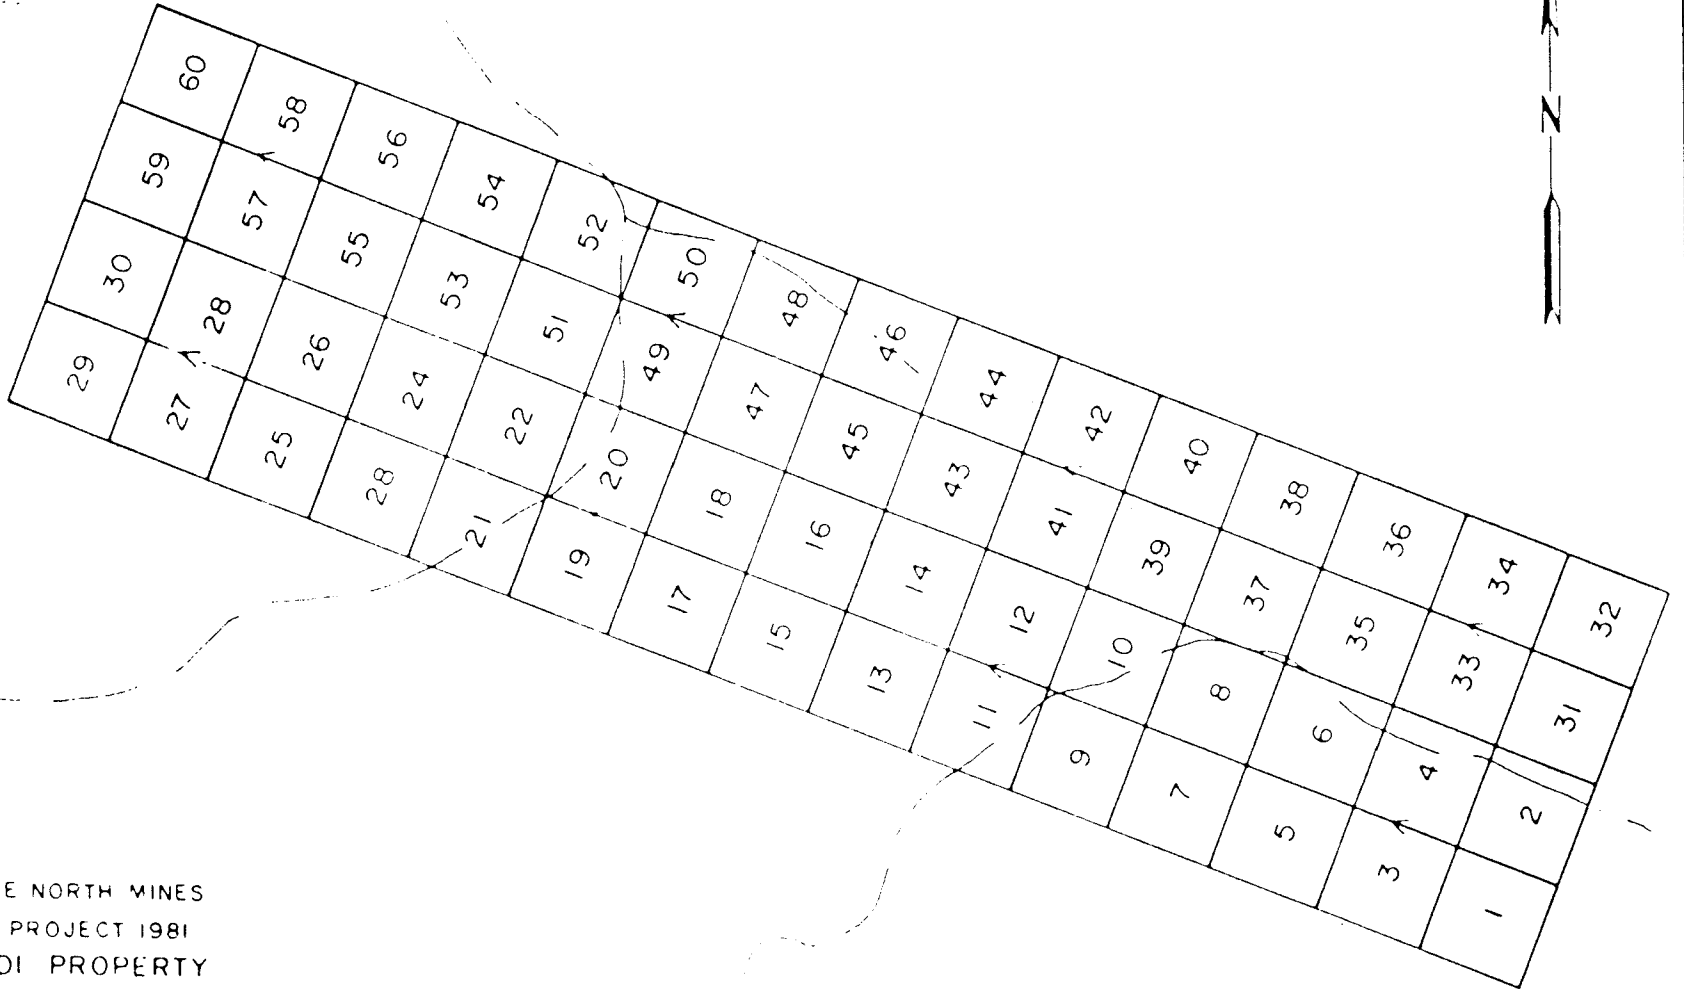 N
60 58 56 54 52 50 48 46 44 42 40 38 36 34 32
59 57 55 53 51 49 47 45 43 41 39 37 35 33 31
30 28 26 24 22 20 18 16 14 12 10 8 6 4 2
29 27 25 28 21 19 17 15 13 11 9 7 5 3 1
E NORTH MINES
PROJECT 1981
PROPERTY